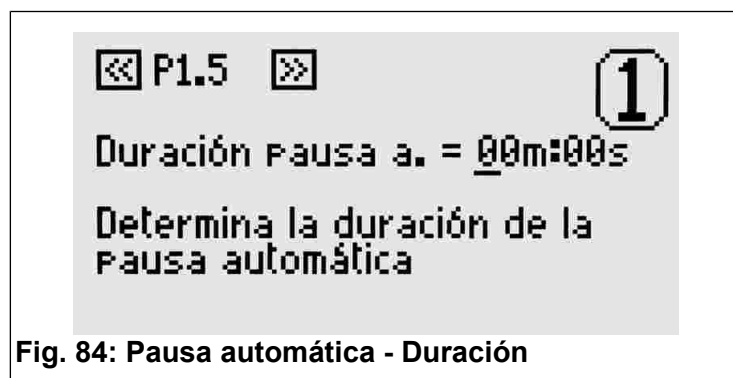 « P1.5 »
1
Duración pausa a. = 00m:00s
Determina la duración de la
pausa automática
Fig. 84: Pausa automática - Duración